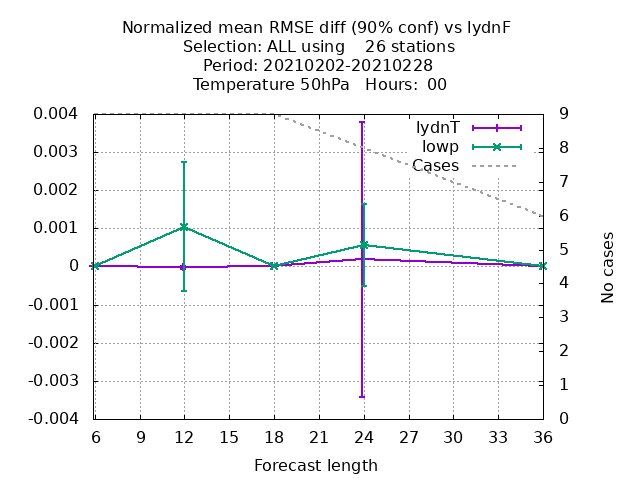 Normalized mean RMSE diff (90% conf) vs lydnF
Selection: ALL using    26 stations
Period: 20210202-20210228
Temperature 50hPa   Hours:  00
lydnT
lowp
Cases
0.004
0.003
0.002
0.001
0
-0.001
-0.002
-0.003
-0.004
9
8
7
6
5
4
3
2
1
0
No cases
6 9 12 15 18 21 24 27 30 33 36
Forecast length